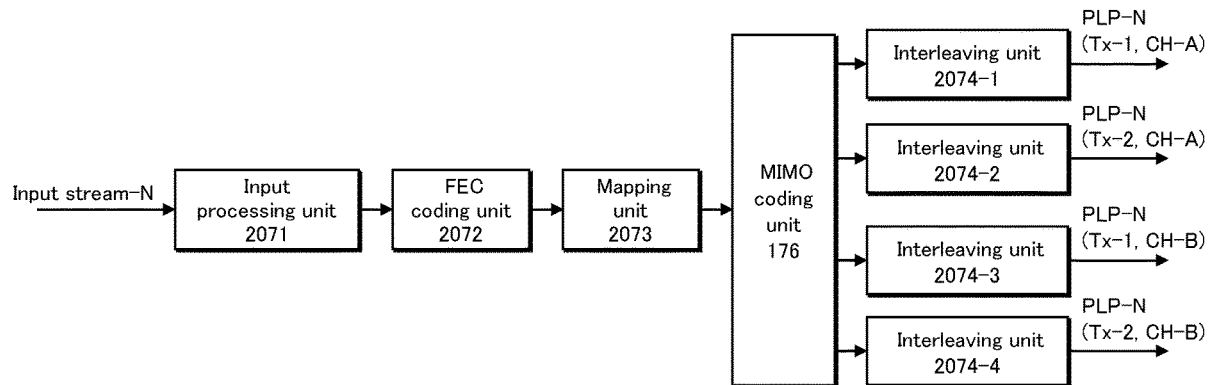 Input stream-N
Input
processing unit
2071
FEC
coding unit
2072
Mapping
unit
2073
MIMO
coding
unit
176
Interleaving unit
2074-1
PLP-N
(Tx-1, CH-A)
Interleaving unit
2074-2
PLP-N
(Tx-2, CH-A)
Interleaving unit
2074-3
PLP-N
(Tx-1, CH-B)
Interleaving unit
2074-4
PLP-N
(Tx-2, CH-B)